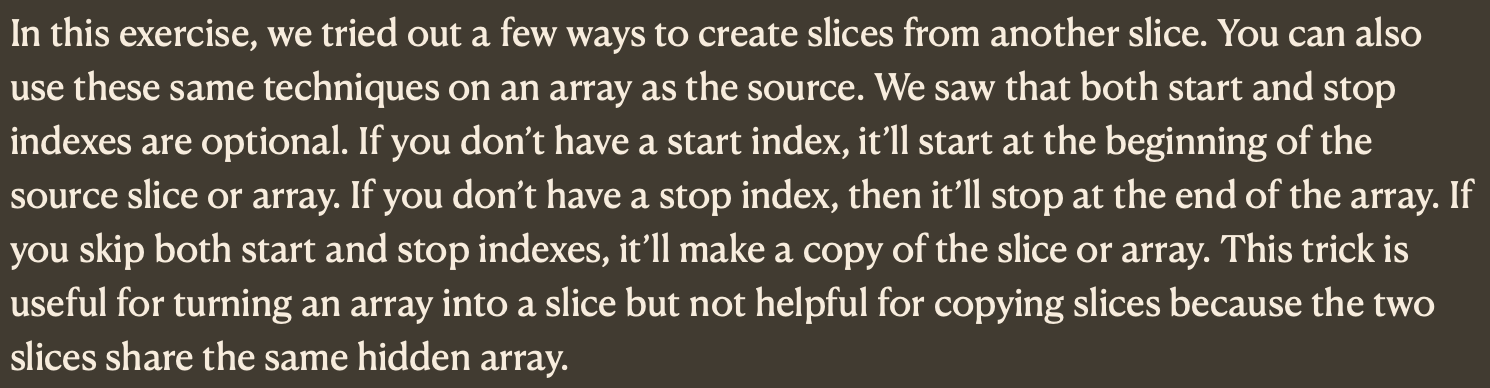 In this exercise, we tried out a few ways to create slices from another slice. You can also
use these same techniques on an array as the source. We saw that both start and stop
indexes are optional. If you don’t have a start index, it’ll start at the beginning of the
source slice or array. If you don’t have a stop index, then it’ll stop at the end of the array. If
you skip both start and stop indexes, it’ll make a copy of the slice or array. This trick is
useful for turning an array into a slice but not helpful for copying slices because the two
slices share the same hidden array.